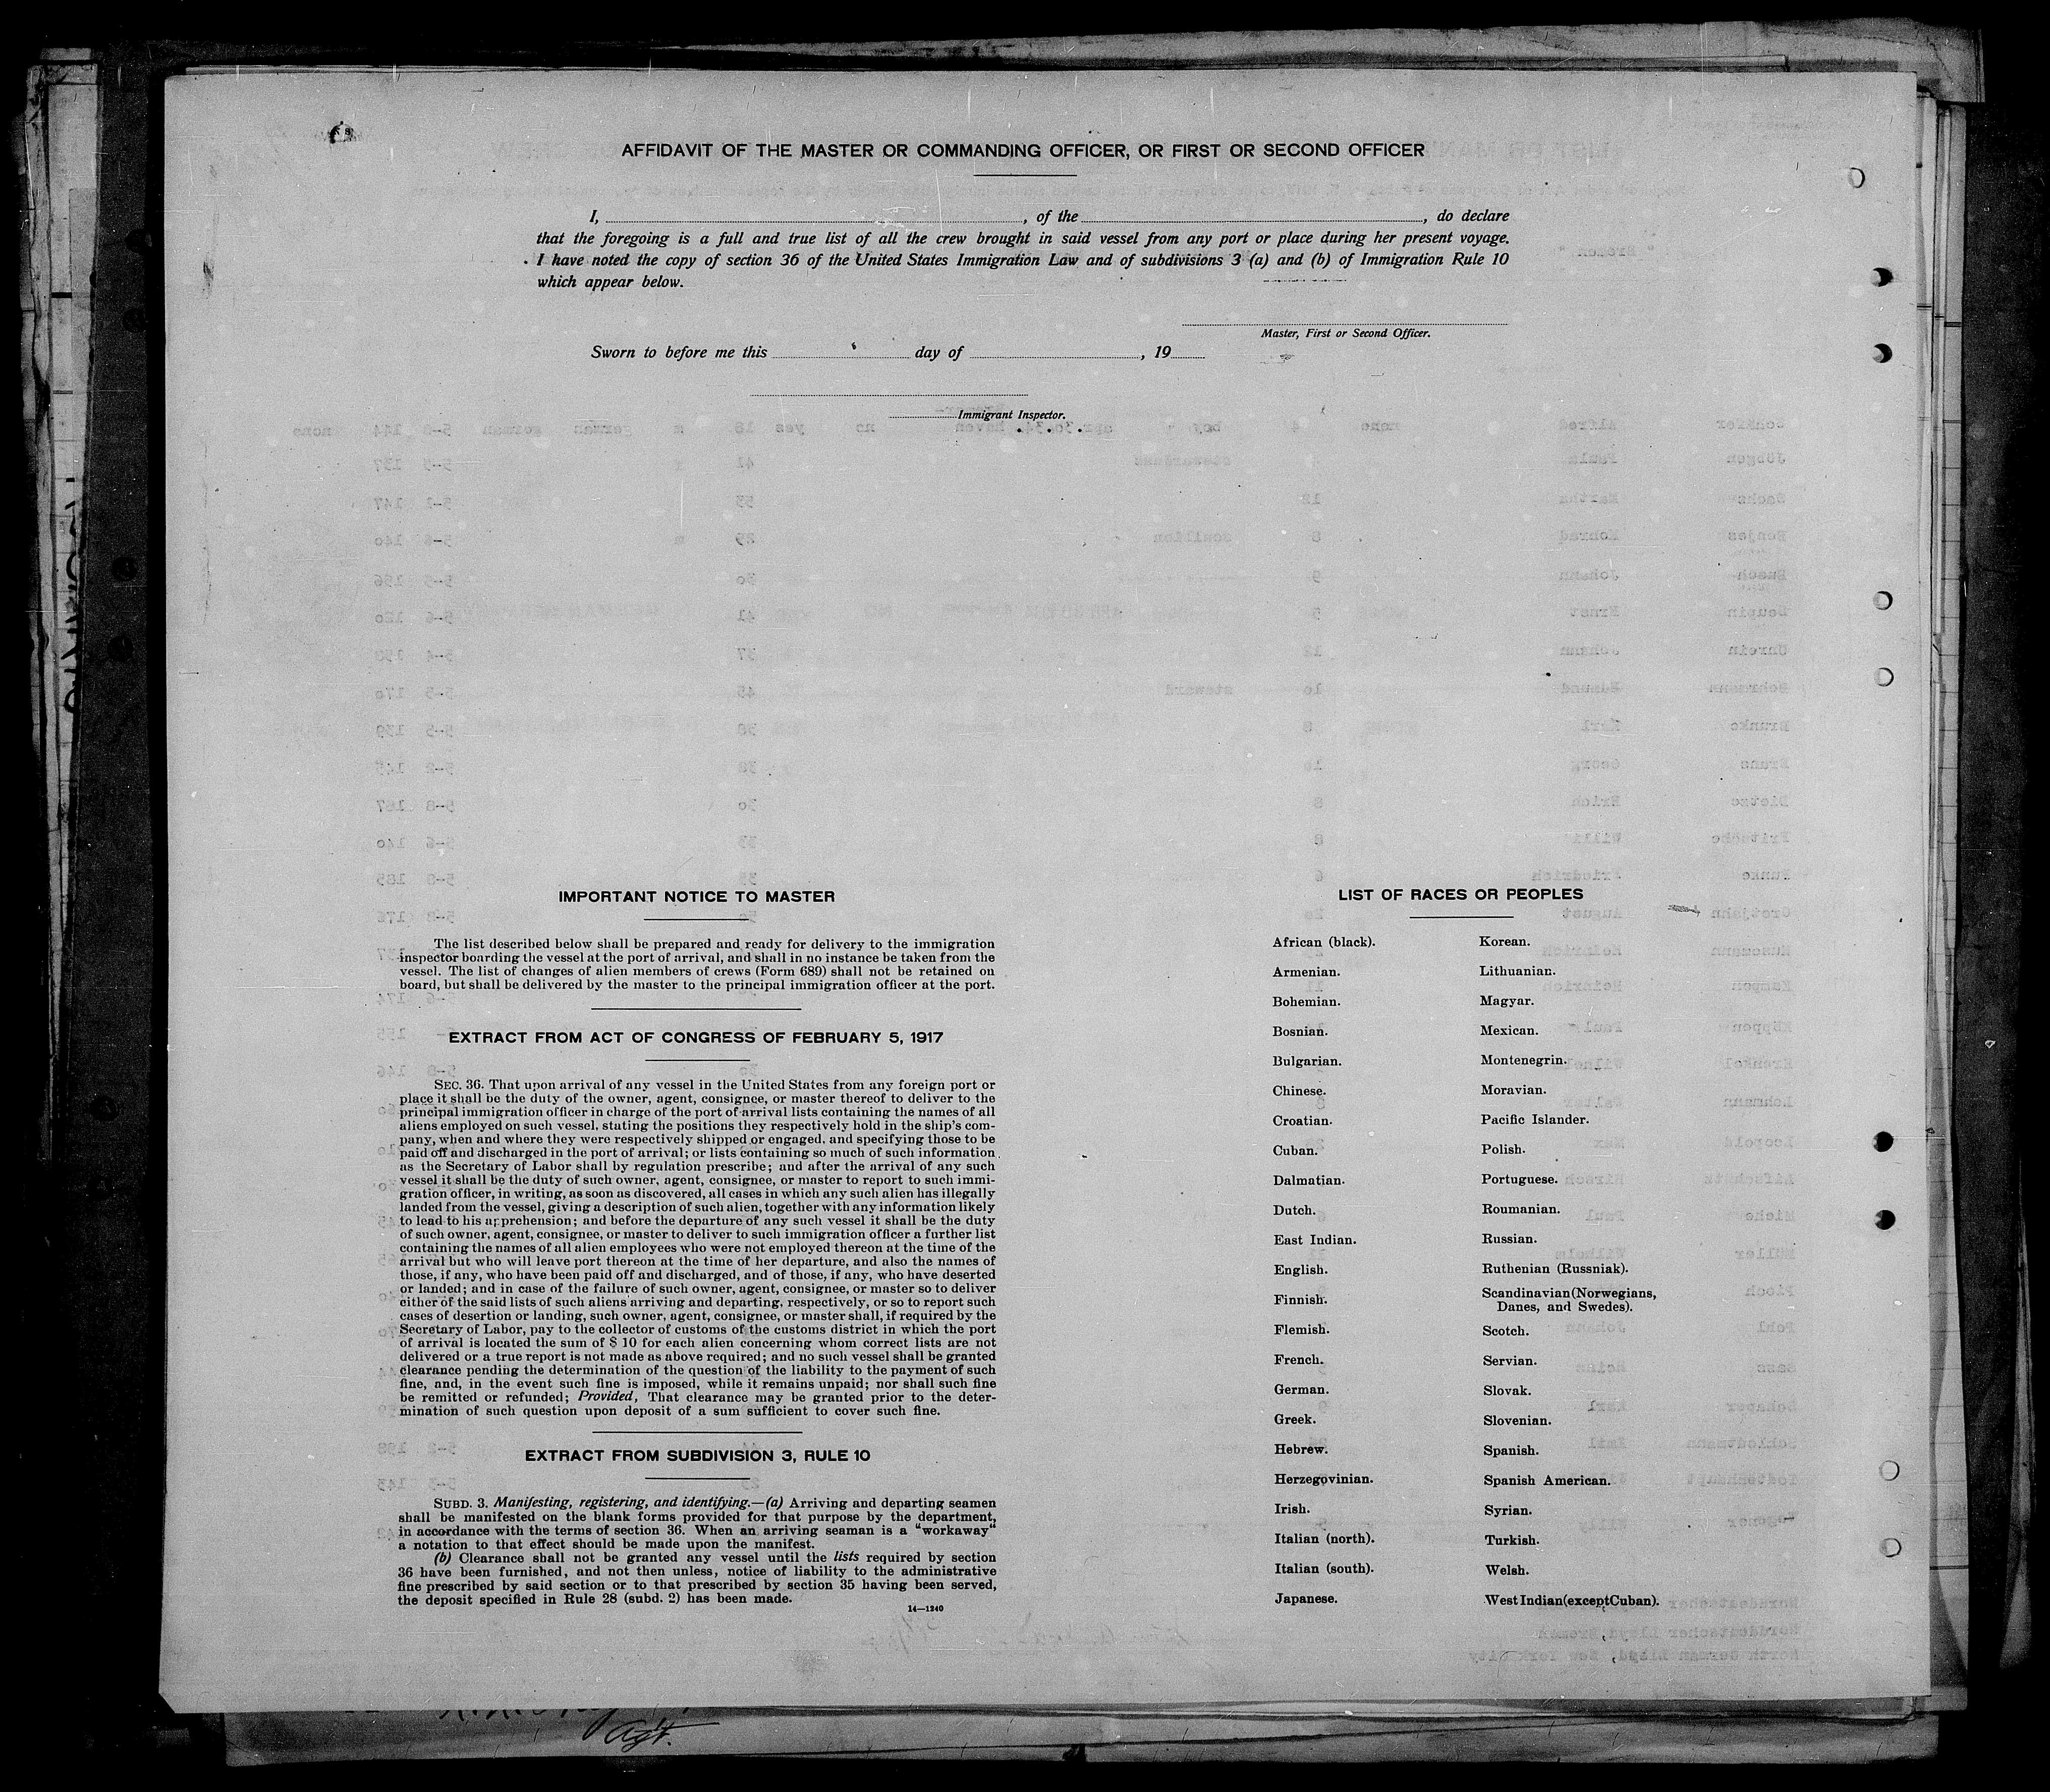 AFFIDAVIT OF THE MASTER OR COMMANDING OFFICER, OR FIRST OR SECOND OFFICER
I, , of the , do declare
that the foregoing is a full and true list of all the crew brought in said vessel from any port or place during her present voyage.
I have noted the copy of section 36 of the United States Immigration Law and of subdivisions 3 (a) and (b) of Immigration Rule 10
which appear below.
Master, First or Second Officer.
Sworn to before me this day of , 19
Immigrant Inspector.
IMPORTANT NOTICE TO MASTER
The list described below shall be prepared and ready for delivery to the immigration
inspector boarding the vessel at the port of arrival, and shall in no instance be taken from the
vessel. The list of changes of alien members of crews (Form 689) shall not be retained on
board, but shall be delivered by the master to the principal immigration officer at the port.
EXTRACT FROM ACT OF CONGRESS OF FEBRUARY 5, 1917
SEC. 36. That upon arrival of any vessel in the United States from any foreign port or
place it shall be the duty of the owner, agent, consignee, or master thereof to deliver to the
principal immigration officer in charge of the port of arrival lists containing the names of all
aliens employed on such vessel, stating the positions they respectively hold in the ship's com-
pany, when and where they were respectively shipped or engaged, and specifying those to be
paid off and discharged in the port of arrival; or lists containing so much of such information
as the Secretary of Labor shall by regulation prescribe; and after the arrival of any such
vessel it shall be the duty of such owner, agent, consignee, or master to report to such immi-
gration officer, in writing, as soon as discovered, all cases in which any such alien has illegally
landed from the vessel, giving a description of such alien, together with any information likely
to lead to his apprehension; and before the departure of any such vessel it shall be the duty
of such owner, agent, consignee, or master to deliver to such immigration officer a further list
containing the names of all alien employees who were not employed thereon at the time of the
arrival but who will leave port thereon at the time of her departure, and also the names of
those, if any, who have been paid off and discharged, and of those, if any, who have deserted
or landed; and in case of the failure of such owner, agent, consignee, or master so to deliver
either of the said lists of such aliens arriving and departing, respectively, or so to report such
cases of desertion or landing, such owner, agent, consignee, or master shall, if required by the
Secretary of Labor, pay to the collector of customs of the customs district in which the port
of arrival is located the sum of $ 10 for each alien concerning whom correct lists are not
delivered or a true report is not made as above required; and no such vessel shall be granted
clearance pending the determination of the question of the liability to the payment of such
fine, and, in the event such fine is imposed, while it remains unpaid; nor shall such fine
be remitted or refunded; Provided, That clearance may be granted prior to the deter-
mination of such question upon deposit of a sum sufficient to cover such fine.
EXTRACT FROM SUBDIVISION 3, RULE 10
SUBD. 3. Manifesting, registering, and identifying.—(a) Arriving and departing seamen
shall be manifested on the blank forms provided for that purpose by the department,
in accordance with the terms of section 36. When an arriving seaman is a "workaway"
a notation to that effect should be made upon the manifest.
(b) Clearance shall not be granted any vessel until the lists required by section
36 have been furnished, and not then unless, notice of liability to the administrative
fine prescribed by said section or to that prescribed by section 35 having been served,
the deposit specified in Rule 28 (subd. 2) has been made.
14—1240
LIST OF RACES OR PEOPLES
African (black).
Armenian.
Bohemian.
Bosnian.
Bulgarian.
Chinese.
Croatian.
Cuban.
Dalmatian.
Dutch.
East Indian.
English.
Finnish.
Flemish.
French.
German.
Greek.
Hebrew.
Herzegovinian.
Irish.
Italian (north).
Italian (south).
Japanese.
Korean.
Lithuanian.
Magyar.
Mexican.
Montenegrin.
Moravian.
Pacific Islander.
Polish.
Portuguese.
Roumanian.
Russian.
Ruthenian (Russniak).
Scandinavian (Norwegians,
Danes, and Swedes).
Scotch.
Servian.
Slovak.
Slovenian.
Spanish.
Spanish American.
Syrian.
Turkish.
Welsh.
West Indian (except Cuban).
Agt.